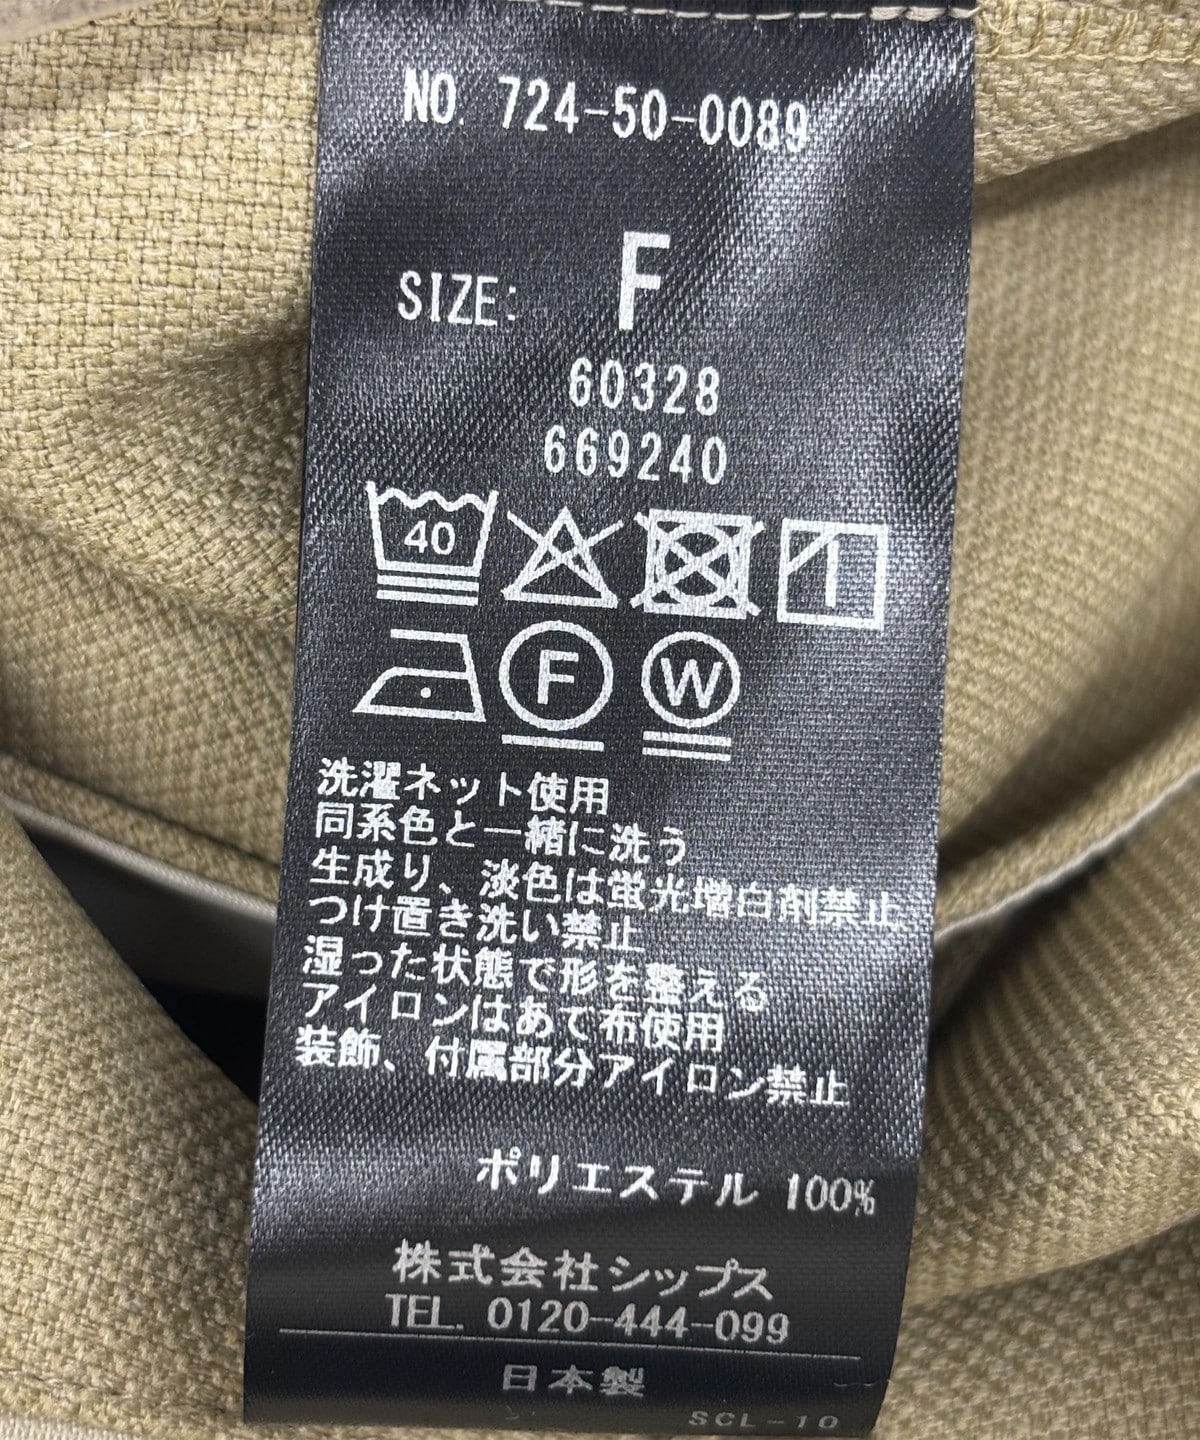 NO. 724-50-0089
SIZE: F
60328
669240
40
F W
洗濯ネット使用
同系色と一緒に洗う
生成り、淡色は蛍光増白剤禁止
つけ置き洗い禁止
湿った状態で形を整える
アイロンはあて布使用
装飾、付属部分アイロン禁止
ポリエステル 100%
株式会社シップス
TEL. 0120-444-099
日本製
SCL-10